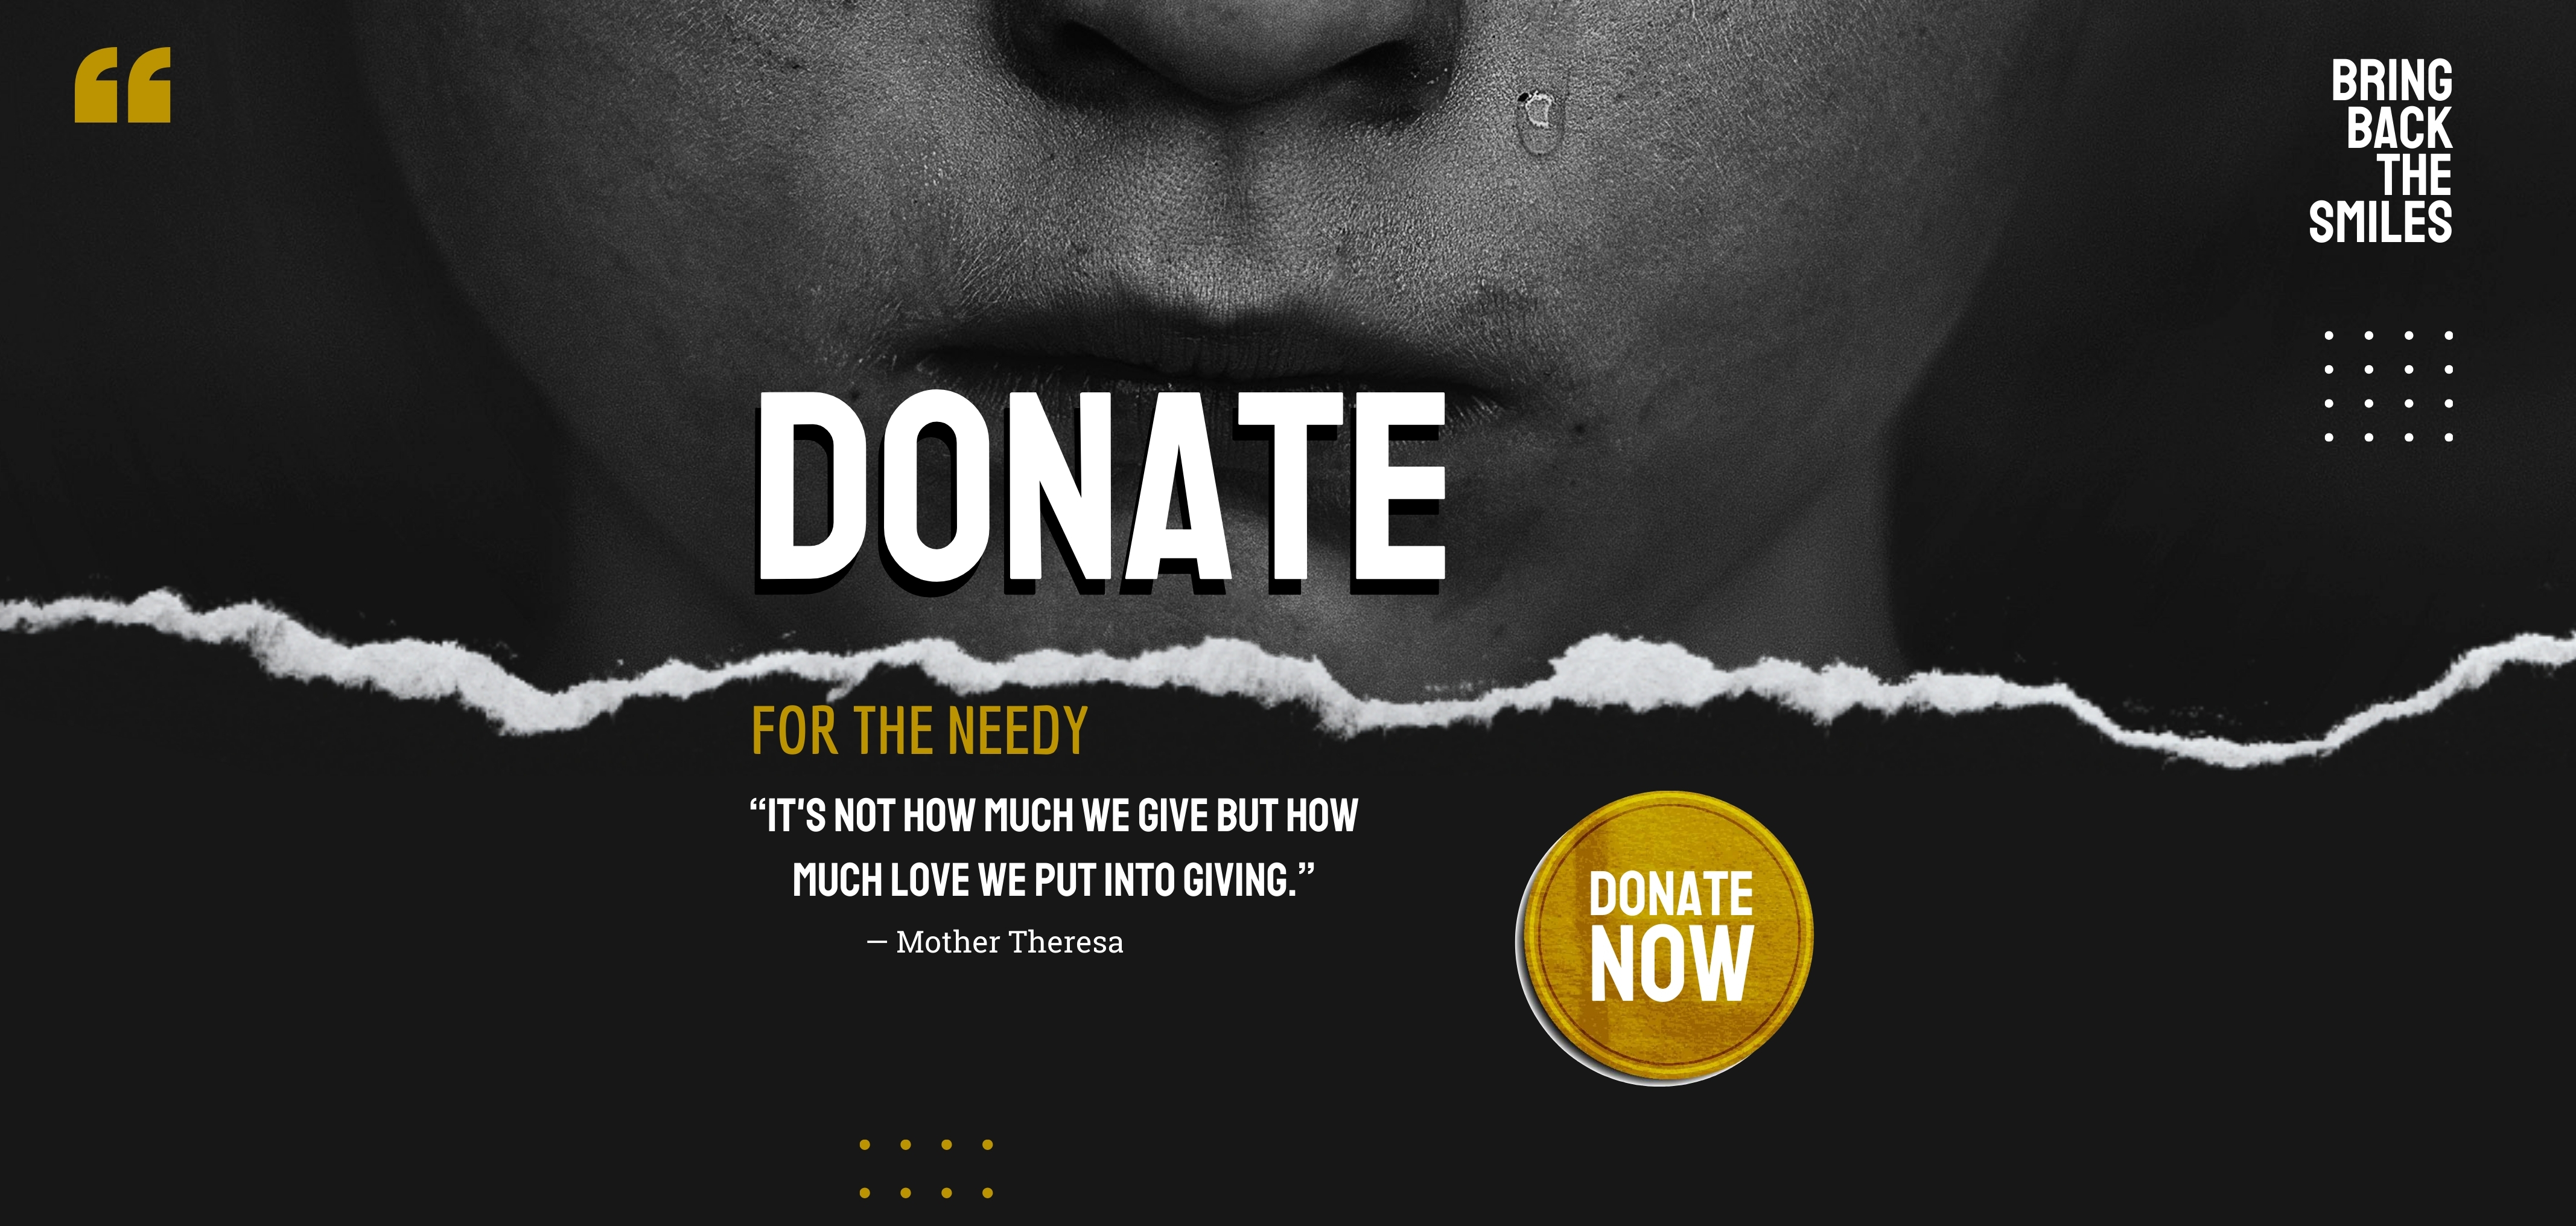 “
BRING
BACK
THE
SMILES
DONATE
FOR THE NEEDY
“IT'S NOT HOW MUCH WE GIVE BUT HOW
MUCH LOVE WE PUT INTO GIVING.”
— Mother Theresa
DONATE
NOW